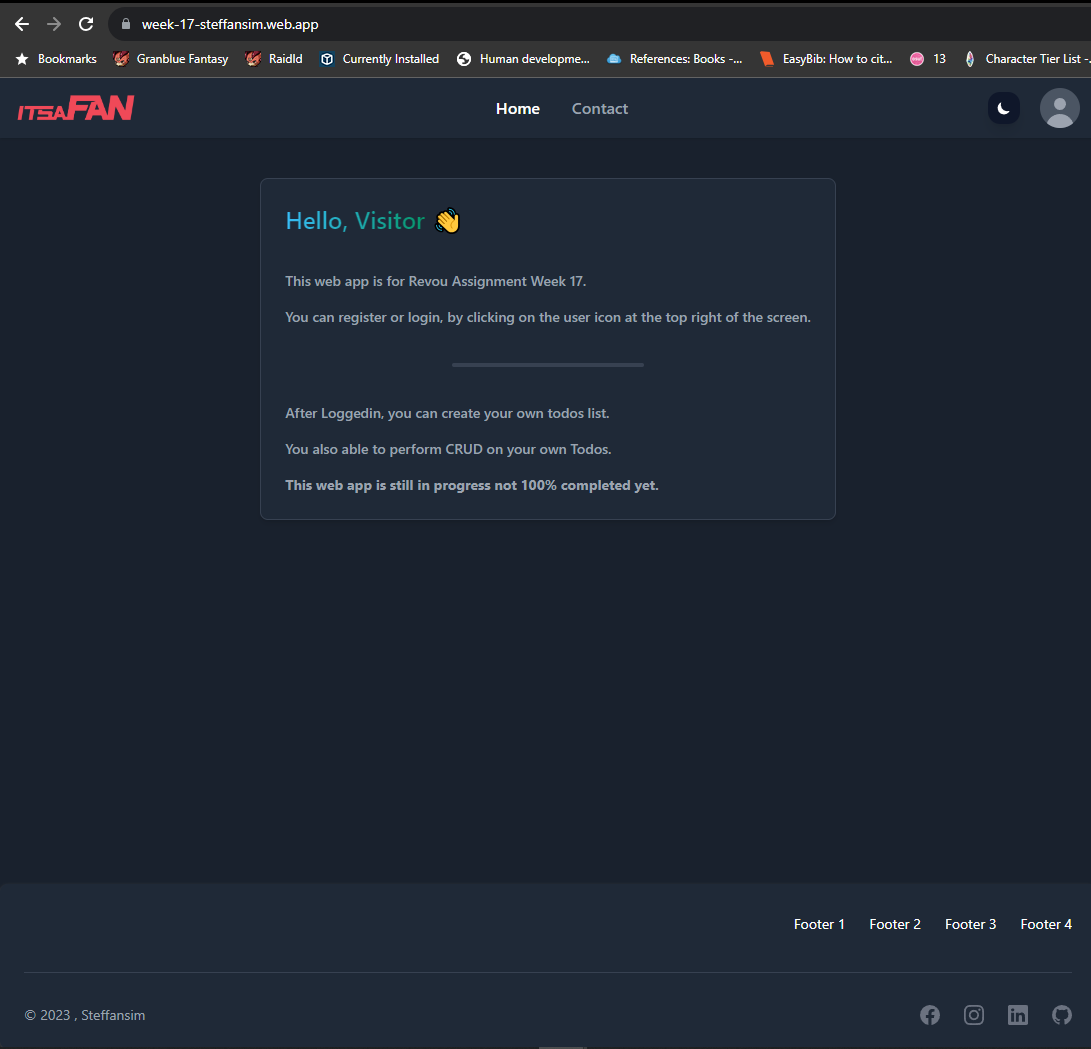 week-17-steffansim.web.app
Bookmarks Granblue Fantasy RaidId Currently Installed Human developme... References: Books -... EasyBib: How to cit... 13 Character Tier List -
ITSAFAN Home Contact
Hello, Visitor 👋
This web app is for Revou Assignment Week 17.
You can register or login, by clicking on the user icon at the top right of the screen.
After Loggedin, you can create your own todos list.
You also able to perform CRUD on your own Todos.
This web app is still in progress not 100% completed yet.
Footer 1 Footer 2 Footer 3 Footer 4
© 2023 , Steffansim